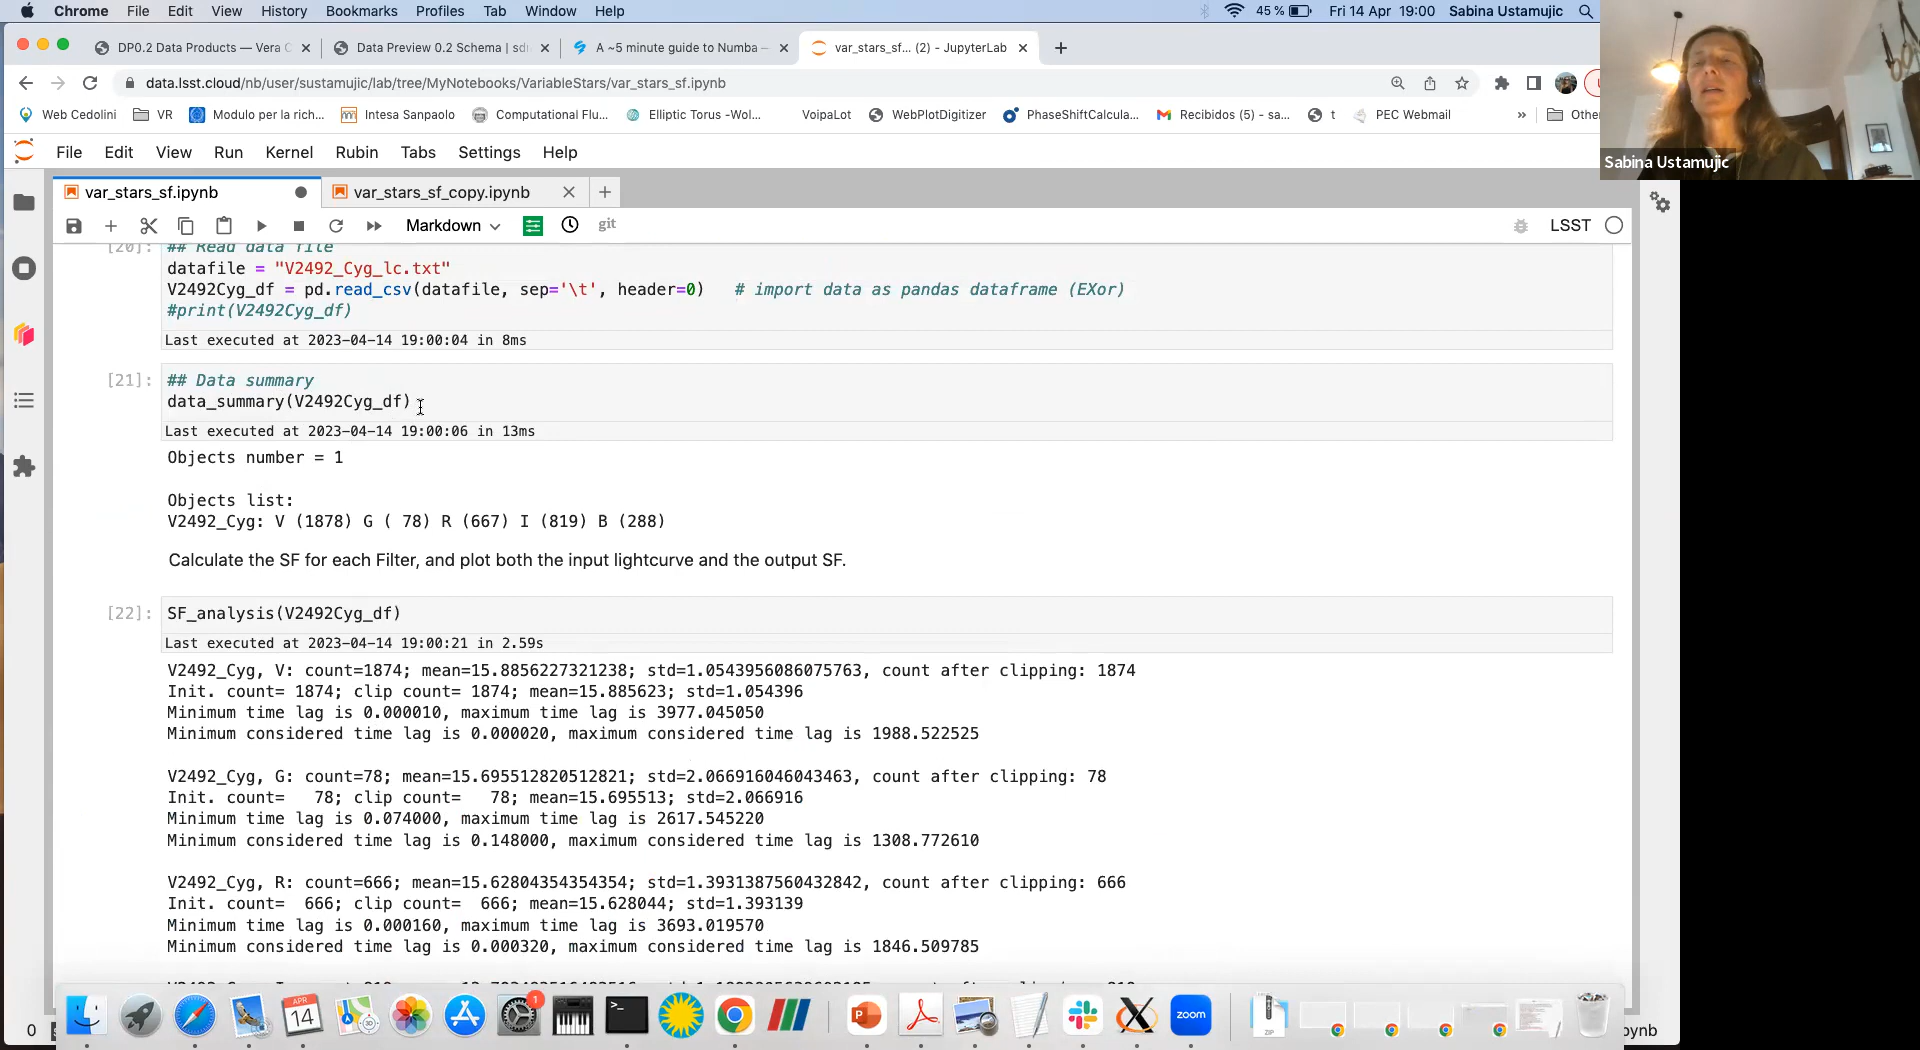 Chrome File Edit View History Bookmarks Profiles Tab Window Help 45 % Fri 14 Apr 19:00 Sabina Ustamujic
DP0.2 Data Products — Vera C Data Preview 0.2 Schema | sd A ~5 minute guide to Numba — var_stars_sf... (2) - JupyterLab
data.lsst.cloud/nb/user/sustamujic/lab/tree/MyNotebooks/VariableStars/var_stars_sf.ipynb
Web Cedolini VR Modulo per la rich... Intesa Sanpaolo Computational Flu... Elliptic Torus -Wol... VoipaLot WebPlotDigitizer PhaseShiftCalcula... Recibidos (5) - sa... t PEC Webmail » Other
Sabina Ustamujic
File Edit View Run Kernel Rubin Tabs Settings Help
var_stars_sf.ipynb var_stars_sf_copy.ipynb
Markdown git LSST
[20]: ## Read data file
datafile = "V2492_Cyg_lc.txt"
V2492Cyg_df = pd.read_csv(datafile, sep='\t', header=0) # import data as pandas dataframe (EXor)
#print(V2492Cyg_df)
Last executed at 2023-04-14 19:00:04 in 8ms
[21]: ## Data summary
data_summary(V2492Cyg_df)
Last executed at 2023-04-14 19:00:06 in 13ms
Objects number = 1
Objects list:
V2492_Cyg: V (1878) G ( 78) R (667) I (819) B (288)
Calculate the SF for each Filter, and plot both the input lightcurve and the output SF.
[22]: SF_analysis(V2492Cyg_df)
Last executed at 2023-04-14 19:00:21 in 2.59s
V2492_Cyg, V: count=1874; mean=15.8856227321238; std=1.0543956086075763, count after clipping: 1874
Init. count= 1874; clip count= 1874; mean=15.885623; std=1.054396
Minimum time lag is 0.000010, maximum time lag is 3977.045050
Minimum considered time lag is 0.000020, maximum considered time lag is 1988.522525
V2492_Cyg, G: count=78; mean=15.695512820512821; std=2.066916046043463, count after clipping: 78
Init. count= 78; clip count= 78; mean=15.695513; std=2.066916
Minimum time lag is 0.074000, maximum time lag is 2617.545220
Minimum considered time lag is 0.148000, maximum considered time lag is 1308.772610
V2492_Cyg, R: count=666; mean=15.62804354354354; std=1.3931387560432842, count after clipping: 666
Init. count= 666; clip count= 666; mean=15.628044; std=1.393139
Minimum time lag is 0.000160, maximum time lag is 3693.019570
Minimum considered time lag is 0.000320, maximum considered time lag is 1846.509785
APR
14
1
zoom
ZIP
0
ynb